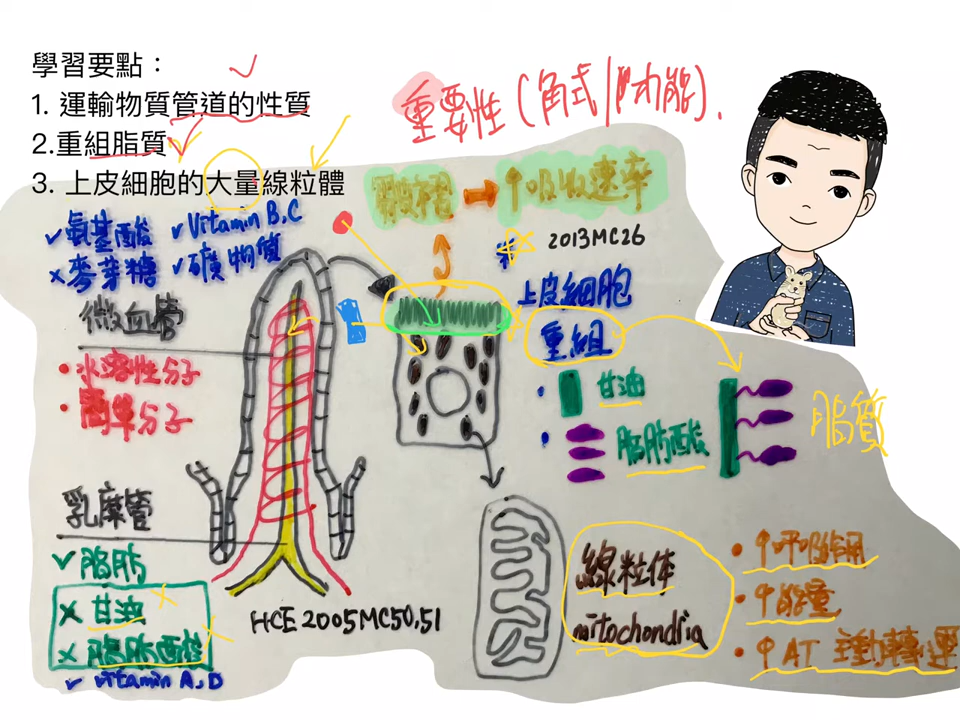 學習要點：
1. 運輸物質管道的性質
2.重組脂質
3. 上皮細胞的大量線粒體
重要性（角式/功能）.
✓氨基酸 ✓Vitamin B,C
×麥芽糖 ✓礦物質
微血管
• 水溶性分子
• 簡單分子
乳糜管
✓脂肪
× 甘油
× 脂肪酸
✓ Vitamin A,D
HCE 2005MC50,51
→ ↑吸收速率
* 2013MC26
上皮細胞
重組
• 甘油
• 脂肪酸
脂質
線粒体
mitochondria
• ↑呼吸作用
• ↑能量
• ↑AT 主動轉運